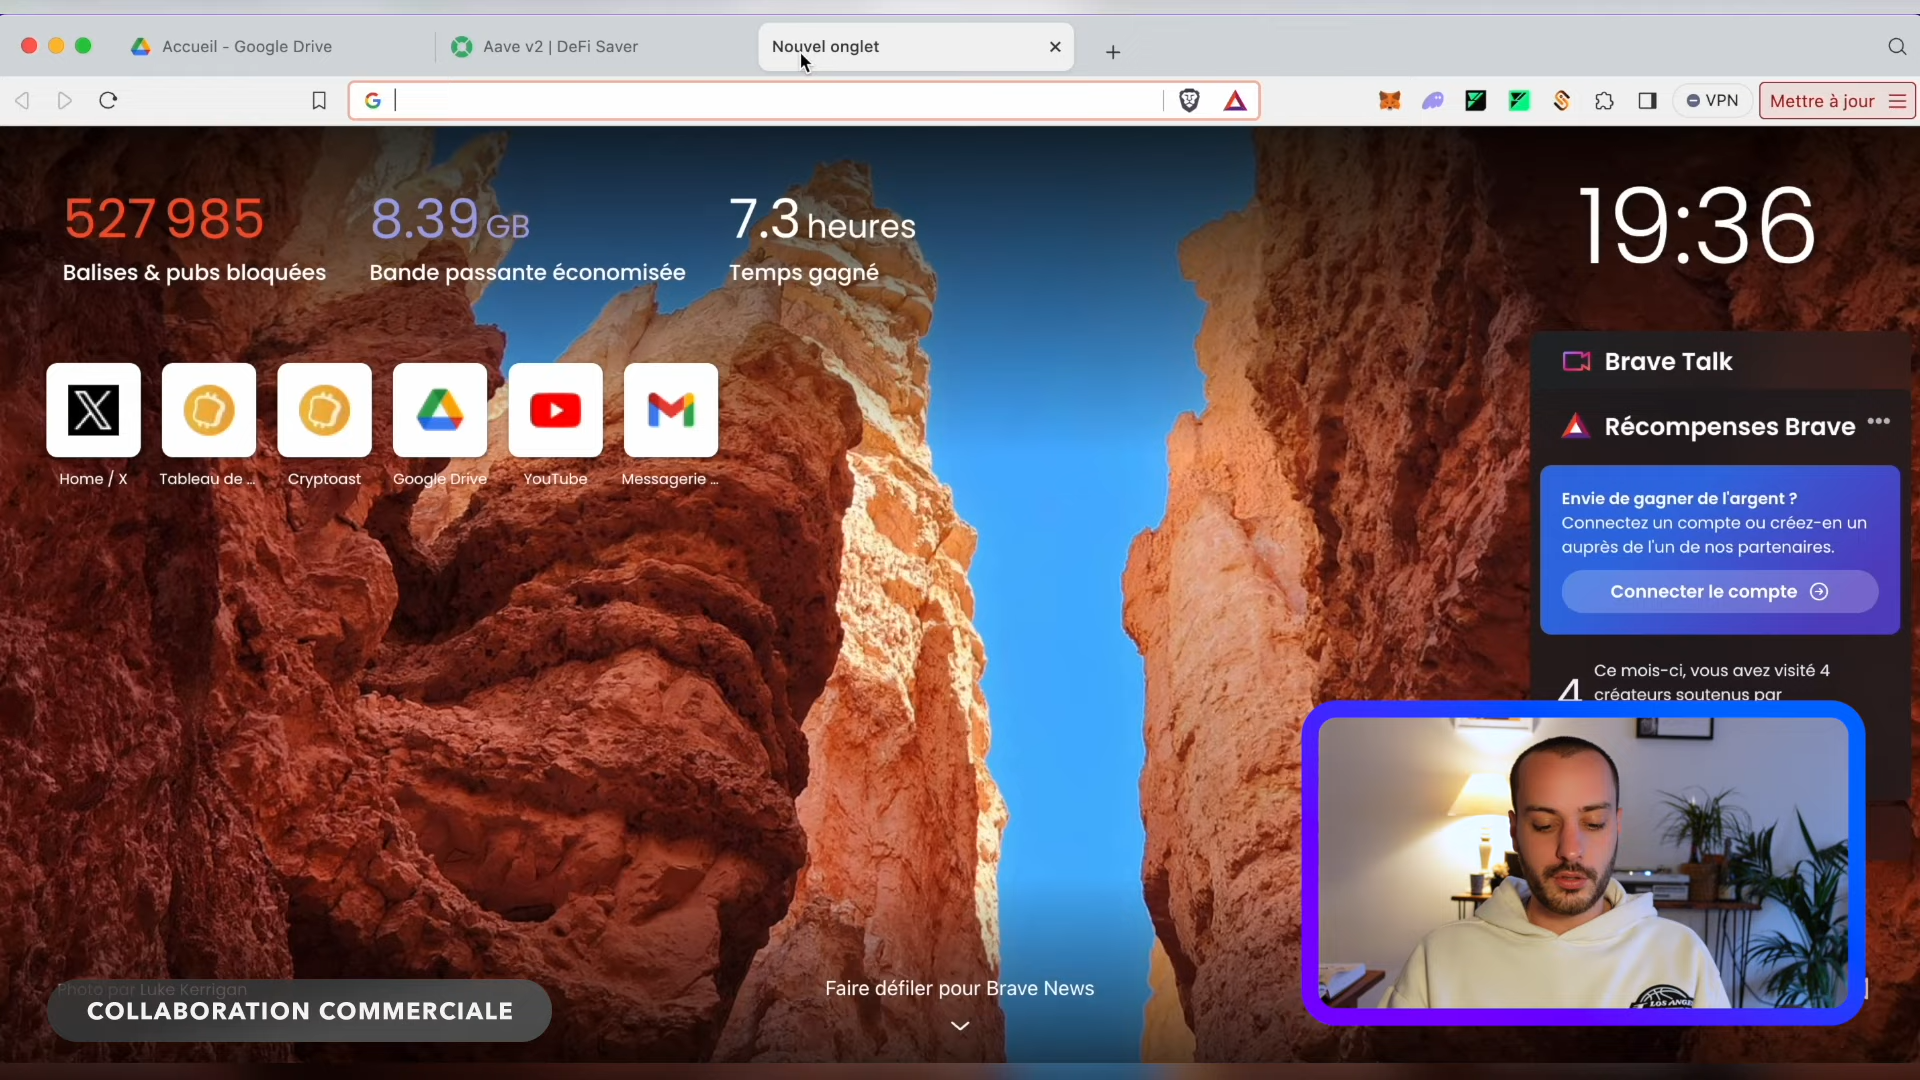 Accueil - Google Drive
Aave v2 | DeFi Saver
Nouvel onglet
VPN
Mettre à jour
527 985
Balises & pubs bloquées
8.39 GB
Bande passante économisée
7.3 heures
Temps gagné
19:36
Home / X
Tableau de ...
Cryptoast
Google Drive
YouTube
Messagerie ...
Brave Talk
Récompenses Brave
Envie de gagner de l'argent ?
Connectez un compte ou créez-en un
auprès de l'un de nos partenaires.
Connecter le compte
4
Ce mois-ci, vous avez visité 4
créateurs soutenus par
Photo par Luke Kerrigan
COLLABORATION COMMERCIALE
Faire défiler pour Brave News